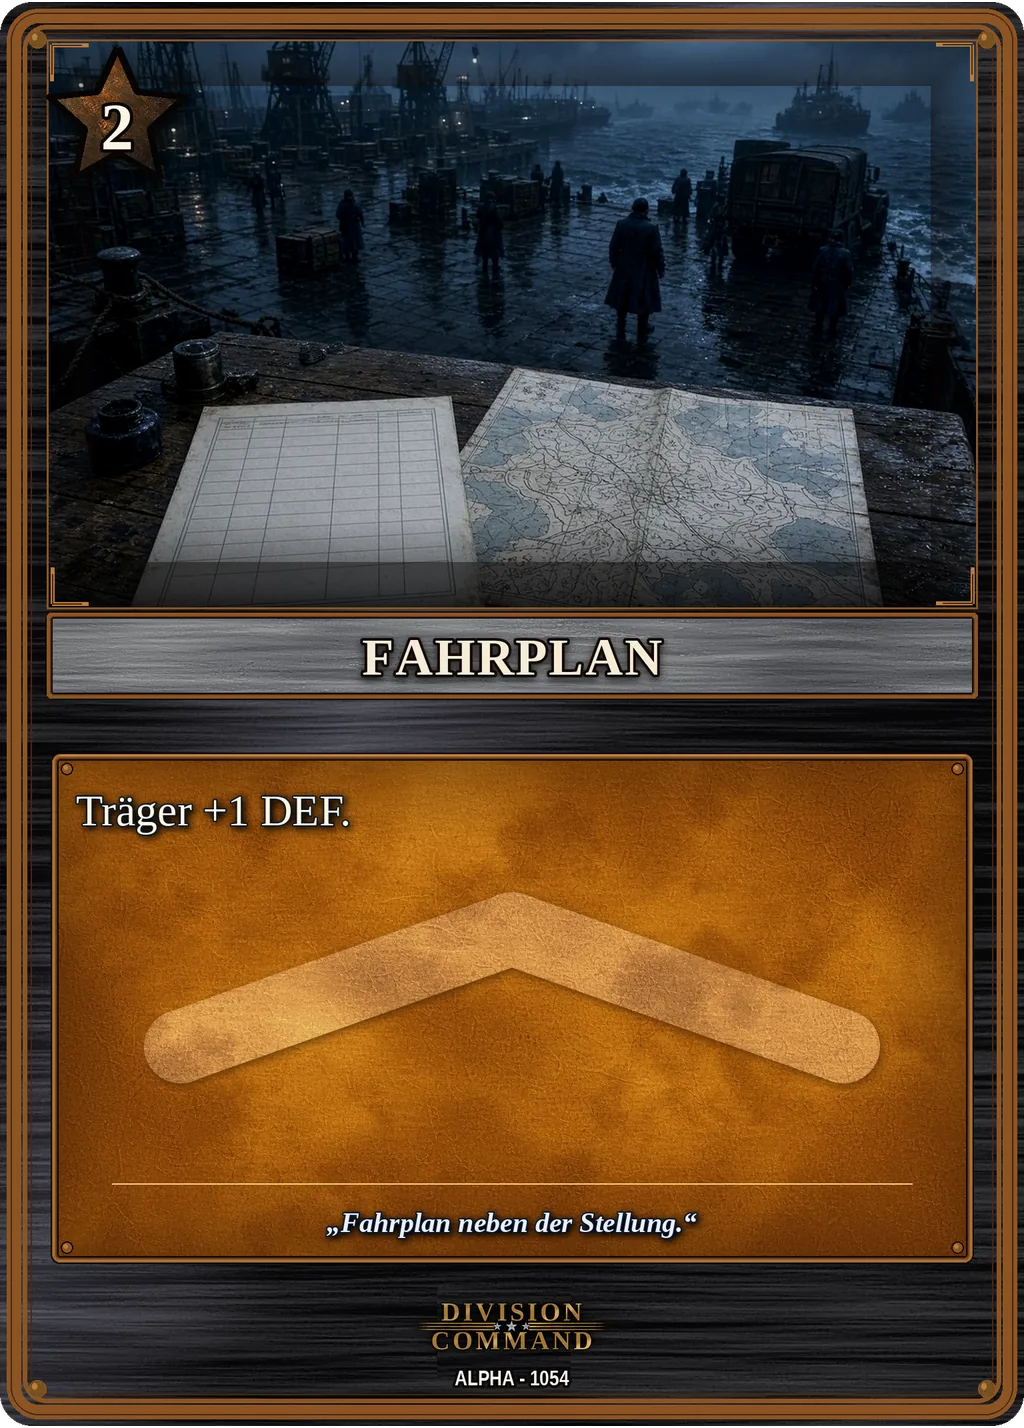 2
FAHRPLAN
Träger +1 DEF.
„Fahrplan neben der Stellung.“
DIVISION
COMMAND
ALPHA - 1054